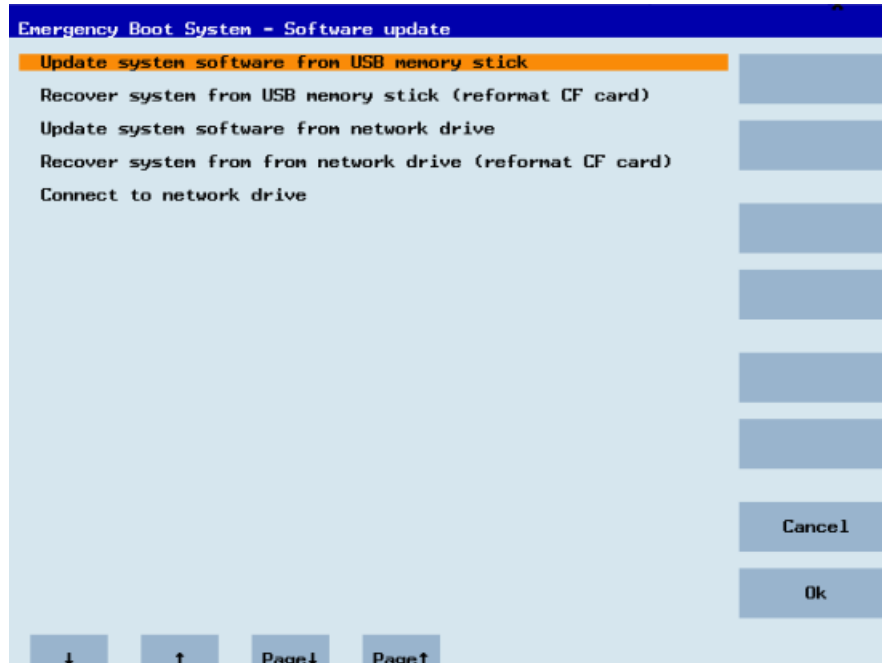 Emergency Boot System - Software update
Update system software from USB memory stick
Recover system from USB memory stick (reformat CF card)
Update system software from network drive
Recover system from from network drive (reformat CF card)
Connect to network drive
Cancel
Ok
↓ ↑ Page↓ Page↑